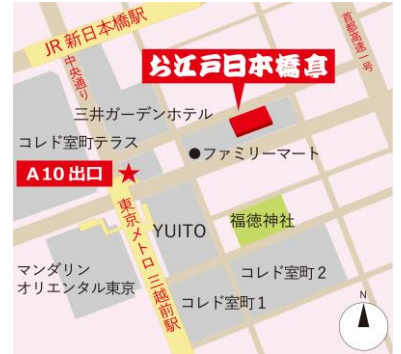 JR 新日本橋駅
中央通り
首都高速一号
お江戸日本橋亭
三井ガーデンホテル
コレド室町テラス
●ファミリーマート
A10出口
東京メトロ 三越前駅
YUITO
福徳神社
マンダリン
オリエンタル東京
コレド室町2
コレド室町1
N